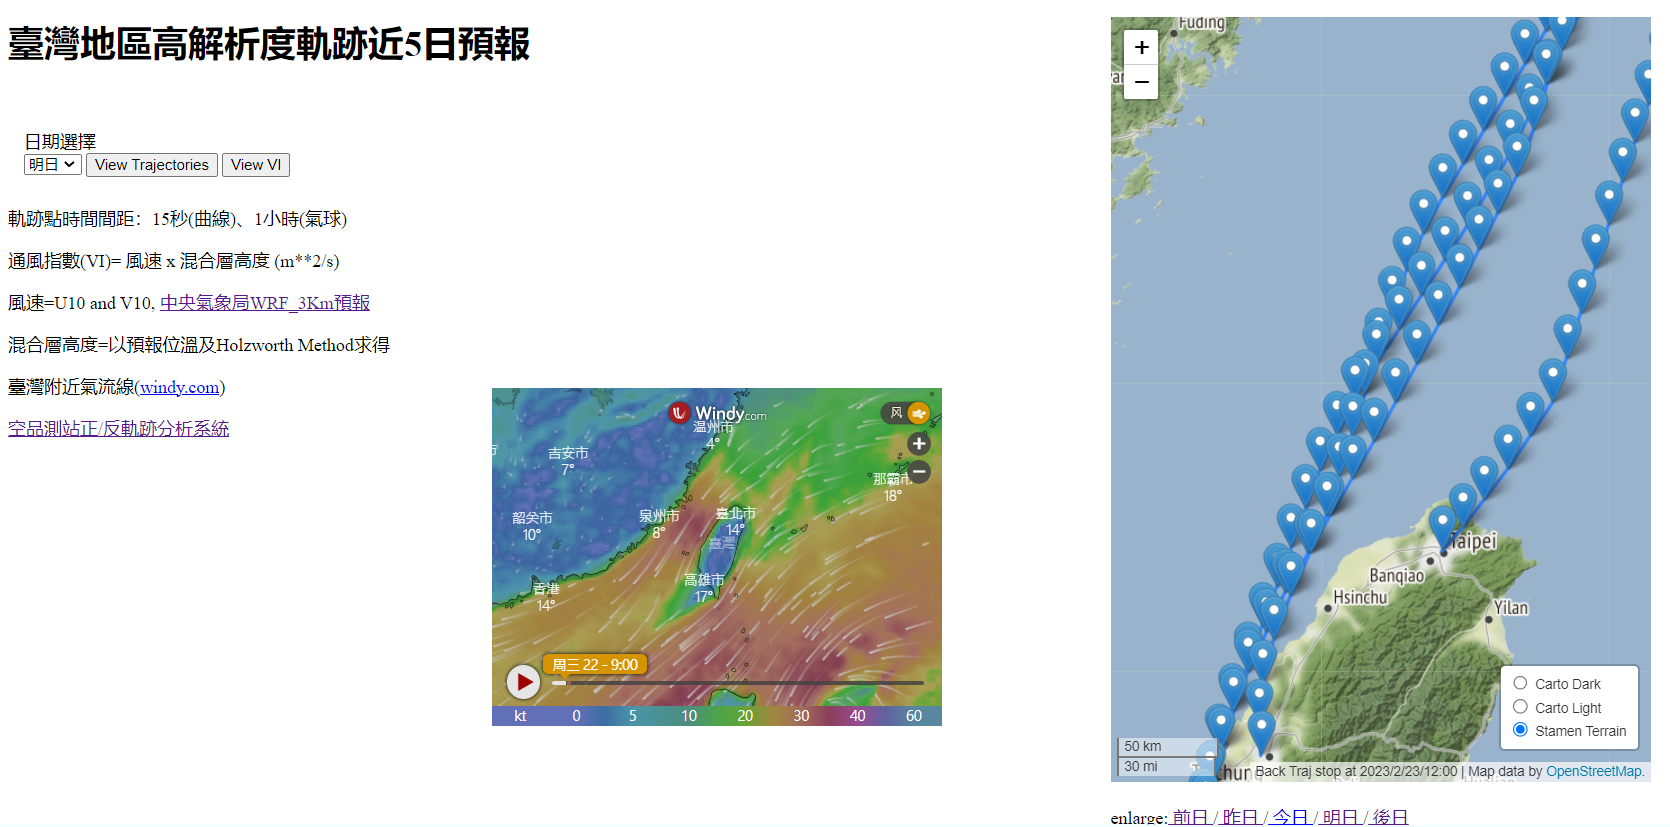 臺灣地區高解析度軌跡近5日預報
日期選擇
明日 View Trajectories View VI
軌跡點時間間距：15秒(曲線)、1小時(氣球)
通風指數(VI)= 風速 x 混合層高度 (m**2/s)
風速=U10 and V10, 中央氣象局WRF_3Km預報
混合層高度=以預報位溫及Holzworth Method求得
臺灣附近氣流線(windy.com)
空品測站正/反軌跡分析系統
Windy.com
风
+
−
温州市
4°
吉安市
7°
那霸市
18°
韶关市
10°
泉州市
8°
臺北市
14°
高雄市
17°
香港
14°
周三 22 - 9:00
kt 0 5 10 20 30 40 60
Fuding
+
−
Taipei
Banqiao
Hsinchu
Yilan
Carto Dark
Carto Light
Stamen Terrain
50 km
30 mi
Back Traj stop at 2023/2/23/12:00 | Map data by OpenStreetMap.
enlarge: 前日 / 昨日 / 今日 / 明日 / 後日